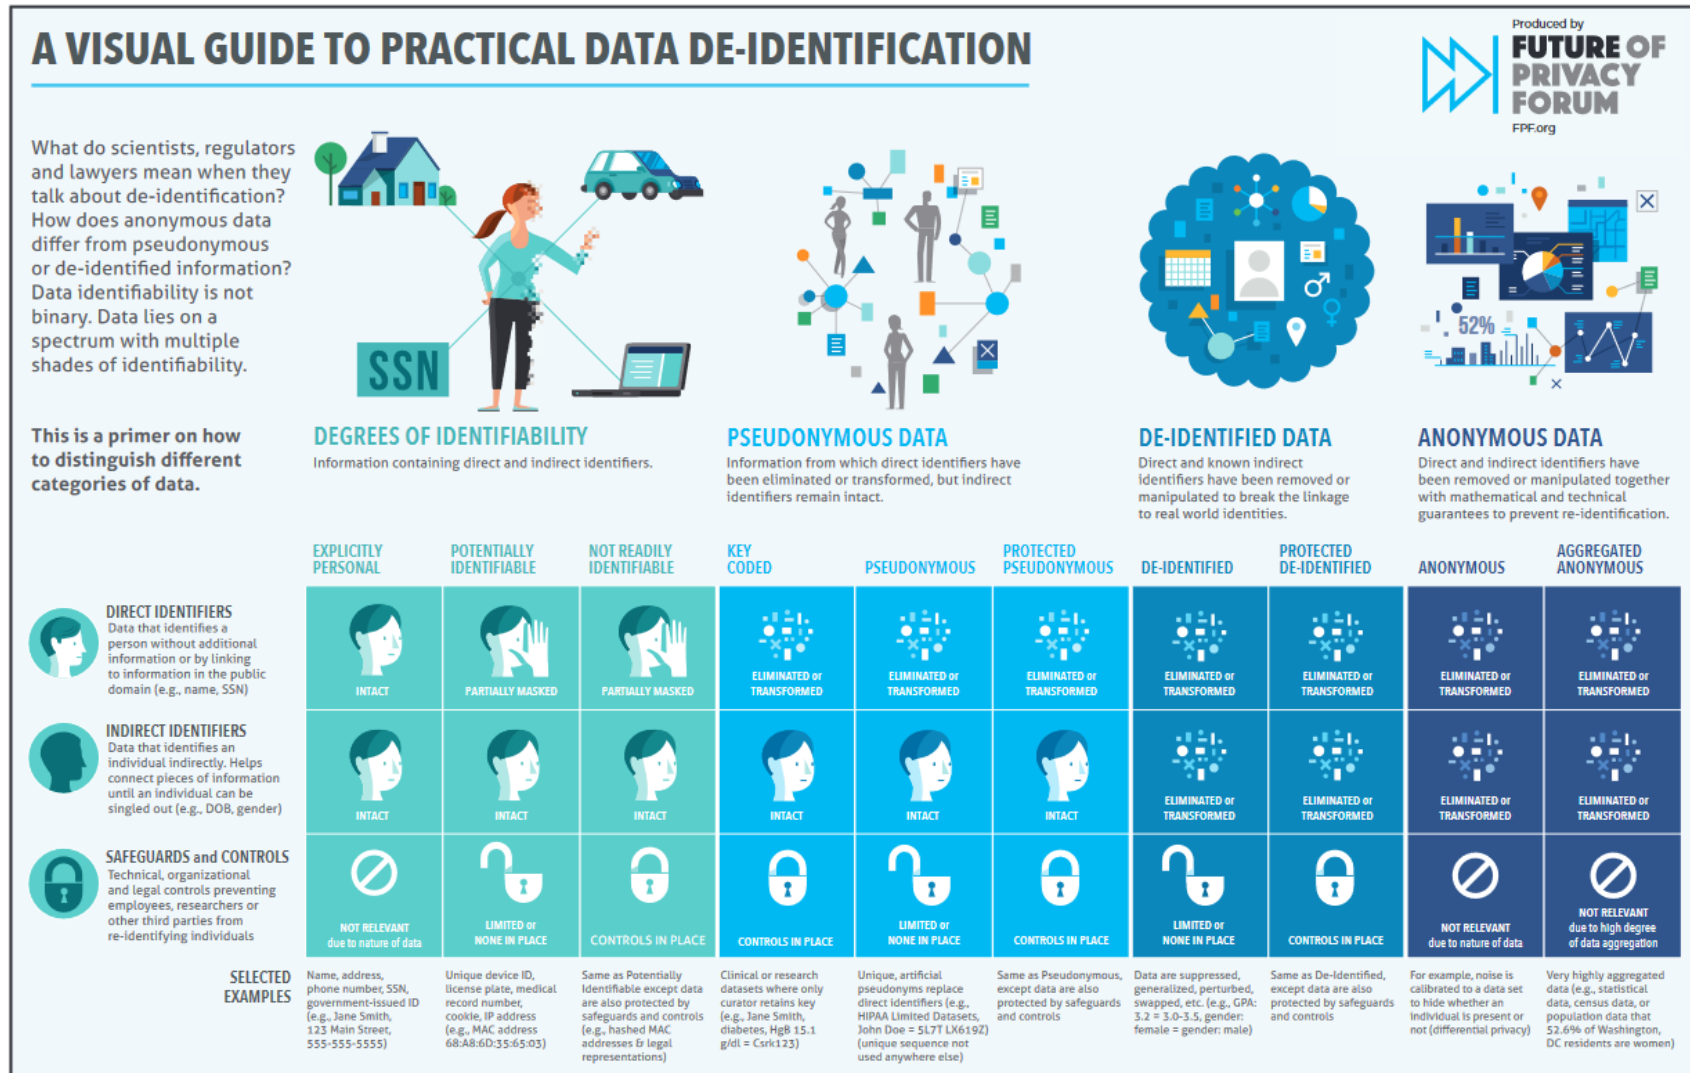 A VISUAL GUIDE TO PRACTICAL DATA DE-IDENTIFICATION
Produced by
FUTURE OF
PRIVACY
FORUM
FPF.org
What do scientists, regulators
and lawyers mean when they
talk about de-identification?
How does anonymous data
differ from pseudonymous
or de-identified information?
Data identifiability is not
binary. Data lies on a
spectrum with multiple
shades of identifiability.
This is a primer on how
to distinguish different
categories of data.
SSN
52%
DEGREES OF IDENTIFIABILITY
Information containing direct and indirect identifiers.
PSEUDONYMOUS DATA
Information from which direct identifiers have
been eliminated or transformed, but indirect
identifiers remain intact.
DE-IDENTIFIED DATA
Direct and known indirect
identifiers have been removed or
manipulated to break the linkage
to real world identities.
ANONYMOUS DATA
Direct and indirect identifiers have
been removed or manipulated together
with mathematical and technical
guarantees to prevent re-identification.
EXPLICITLY
PERSONAL
POTENTIALLY
IDENTIFIABLE
NOT READILY
IDENTIFIABLE
KEY
CODED
PSEUDONYMOUS
PROTECTED
PSEUDONYMOUS
DE-IDENTIFIED
PROTECTED
DE-IDENTIFIED
ANONYMOUS
AGGREGATED
ANONYMOUS
DIRECT IDENTIFIERS
Data that identifies a
person without additional
information or by linking
to information in the public
domain (e.g., name, SSN)
INTACT
PARTIALLY MASKED
PARTIALLY MASKED
ELIMINATED or
TRANSFORMED
ELIMINATED or
TRANSFORMED
ELIMINATED or
TRANSFORMED
ELIMINATED or
TRANSFORMED
ELIMINATED or
TRANSFORMED
ELIMINATED or
TRANSFORMED
ELIMINATED or
TRANSFORMED
INDIRECT IDENTIFIERS
Data that identifies an
individual indirectly. Helps
connect pieces of information
until an individual can be
singled out (e.g., DOB, gender)
INTACT
INTACT
INTACT
INTACT
INTACT
INTACT
ELIMINATED or
TRANSFORMED
ELIMINATED or
TRANSFORMED
ELIMINATED or
TRANSFORMED
ELIMINATED or
TRANSFORMED
SAFEGUARDS and CONTROLS
Technical, organizational
and legal controls preventing
employees, researchers or
other third parties from
re-identifying individuals
NOT RELEVANT
due to nature of data
LIMITED or
NONE IN PLACE
CONTROLS IN PLACE
CONTROLS IN PLACE
LIMITED or
NONE IN PLACE
CONTROLS IN PLACE
LIMITED or
NONE IN PLACE
CONTROLS IN PLACE
NOT RELEVANT
due to nature of data
NOT RELEVANT
due to high degree
of data aggregation
SELECTED
EXAMPLES
Name, address,
phone number, SSN,
government-issued ID
(e.g., Jane Smith,
123 Main Street,
555-555-5555)
Unique device ID,
license plate, medical
record number,
cookie, IP address
(e.g., MAC address
68:A8:6D:35:65:03)
Same as Potentially
Identifiable except data
are also protected by
safeguards and controls
(e.g., hashed MAC
addresses & legal
representations)
Clinical or research
datasets where only
curator retains key
(e.g., Jane Smith,
diabetes, HgB 15.1
g/dl = Csrk123)
Unique, artificial
pseudonyms replace
direct identifiers (e.g.,
HIPAA Limited Datasets,
John Doe = 5L7T LX619Z)
(unique sequence not
used anywhere else)
Same as Pseudonymous,
except data are also
protected by safeguards
and controls
Data are suppressed,
generalized, perturbed,
swapped, etc. (e.g., GPA:
3.2 = 3.0-3.5, gender:
female = gender: male)
Same as De-Identified,
except data are also
protected by safeguards
and controls
For example, noise is
calibrated to a data set
to hide whether an
individual is present or
not (differential privacy)
Very highly aggregated
data (e.g., statistical
data, census data, or
population data that
52.6% of Washington,
DC residents are women)